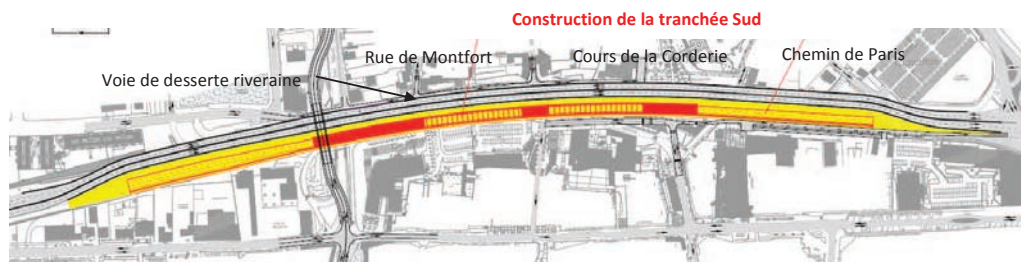 Construction de la tranchée Sud
Rue de Montfort
Cours de la Corderie
Chemin de Paris
Voie de desserte riveraine